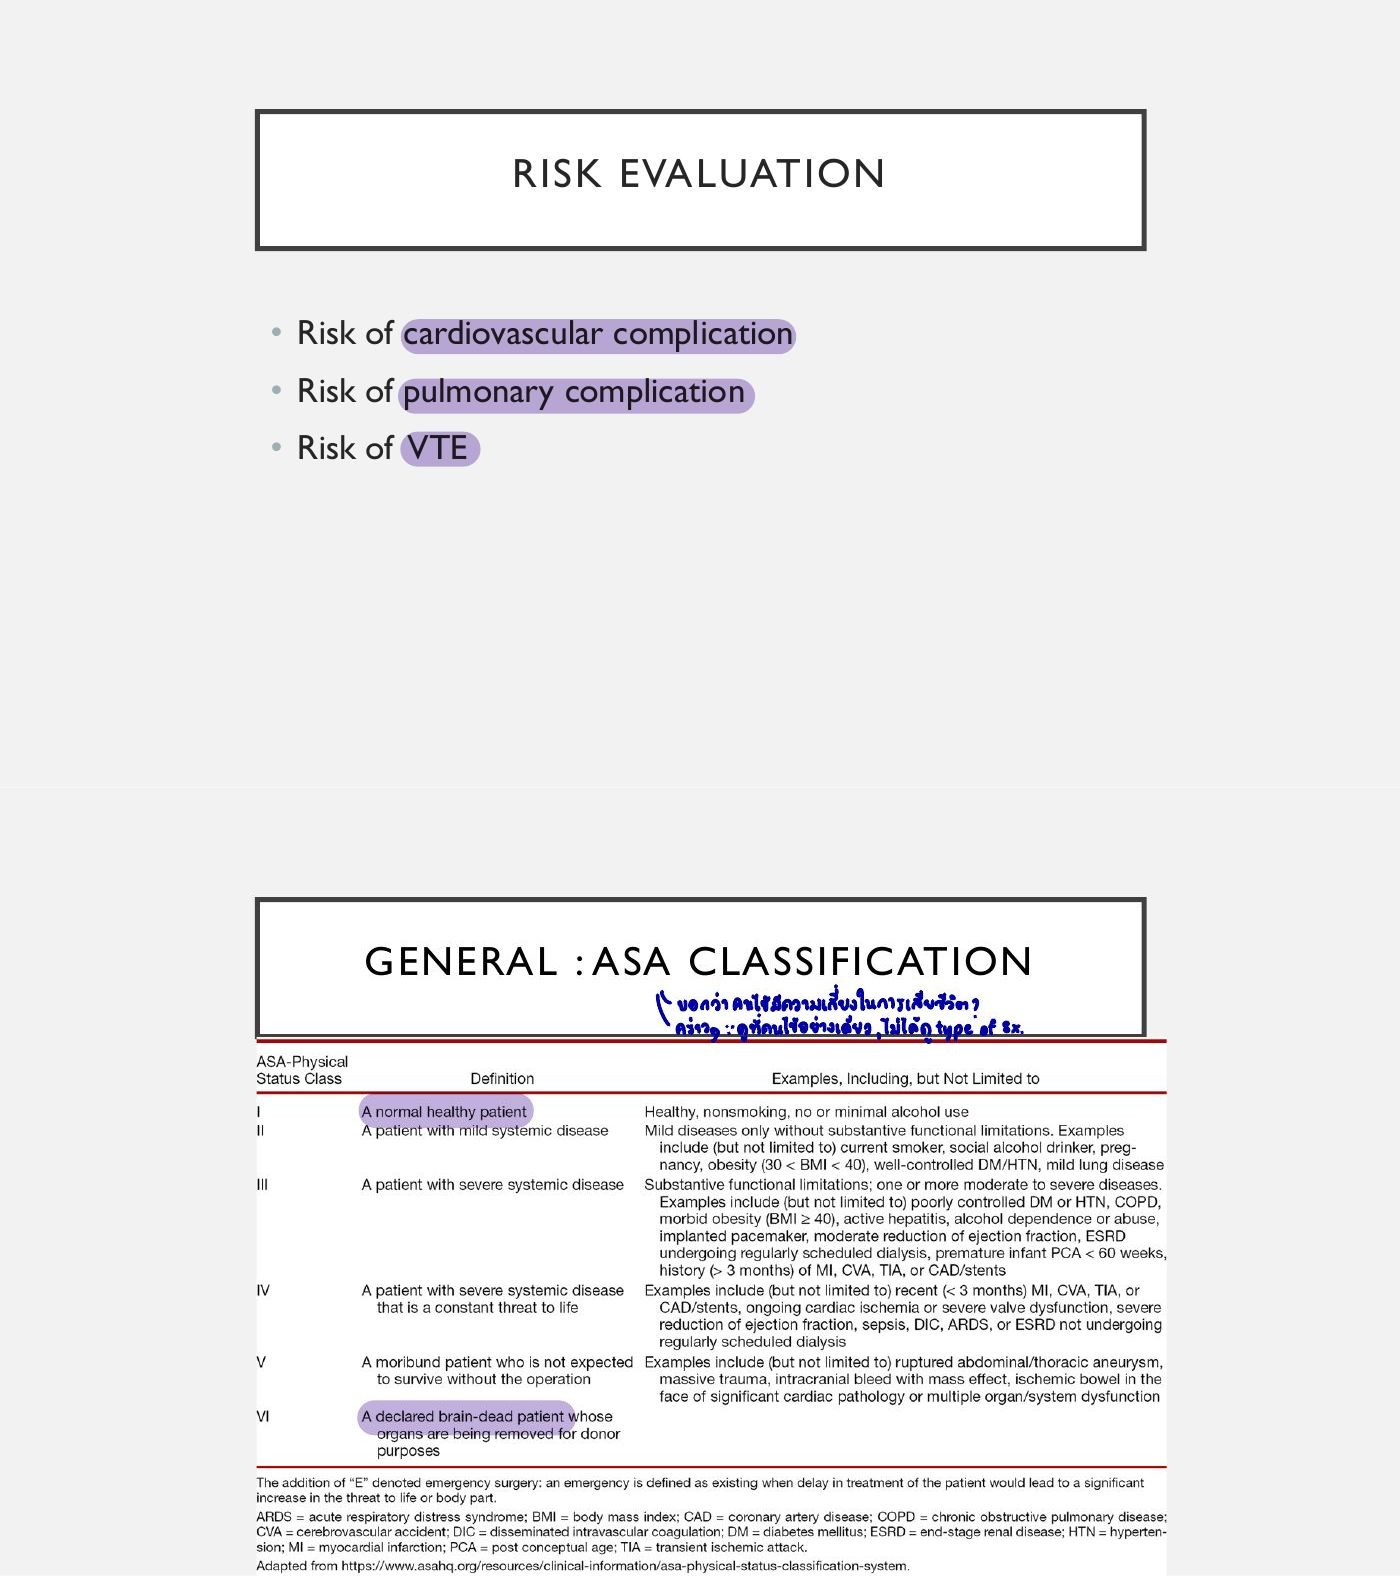 RISK EVALUATION
• Risk of cardiovascular complication
• Risk of pulmonary complication
• Risk of VTE
GENERAL : ASA CLASSIFICATION
บอกว่า คนไข้มีความเสี่ยงในการเสียชีวิต?
คร่าวๆ :: ดูที่คนไข้อย่างเดียว, ไม่ได้ดู type of Sx.
ASA-Physical
Status Class Definition Examples, Including, but Not Limited to
I A normal healthy patient Healthy, nonsmoking, no or minimal alcohol use
II A patient with mild systemic disease Mild diseases only without substantive functional limitations. Examples
include (but not limited to) current smoker, social alcohol drinker, preg-
nancy, obesity (30 < BMI < 40), well-controlled DM/HTN, mild lung disease
III A patient with severe systemic disease Substantive functional limitations; one or more moderate to severe diseases.
Examples include (but not limited to) poorly controlled DM or HTN, COPD,
morbid obesity (BMI ≥ 40), active hepatitis, alcohol dependence or abuse,
implanted pacemaker, moderate reduction of ejection fraction, ESRD
undergoing regularly scheduled dialysis, premature infant PCA < 60 weeks,
history (> 3 months) of MI, CVA, TIA, or CAD/stents
IV A patient with severe systemic disease Examples include (but not limited to) recent (< 3 months) MI, CVA, TIA, or
that is a constant threat to life CAD/stents, ongoing cardiac ischemia or severe valve dysfunction, severe
reduction of ejection fraction, sepsis, DIC, ARDS, or ESRD not undergoing
regularly scheduled dialysis
V A moribund patient who is not expected Examples include (but not limited to) ruptured abdominal/thoracic aneurysm,
to survive without the operation massive trauma, intracranial bleed with mass effect, ischemic bowel in the
face of significant cardiac pathology or multiple organ/system dysfunction
VI A declared brain-dead patient whose
organs are being removed for donor
purposes
The addition of “E” denoted emergency surgery: an emergency is defined as existing when delay in treatment of the patient would lead to a significant
increase in the threat to life or body part.
ARDS = acute respiratory distress syndrome; BMI = body mass index; CAD = coronary artery disease; COPD = chronic obstructive pulmonary disease;
CVA = cerebrovascular accident; DIC = disseminated intravascular coagulation; DM = diabetes mellitus; ESRD = end-stage renal disease; HTN = hyperten-
sion; MI = myocardial infarction; PCA = post conceptual age; TIA = transient ischemic attack.
Adapted from https://www.asahq.org/resources/clinical-information/asa-physical-status-classification-system.